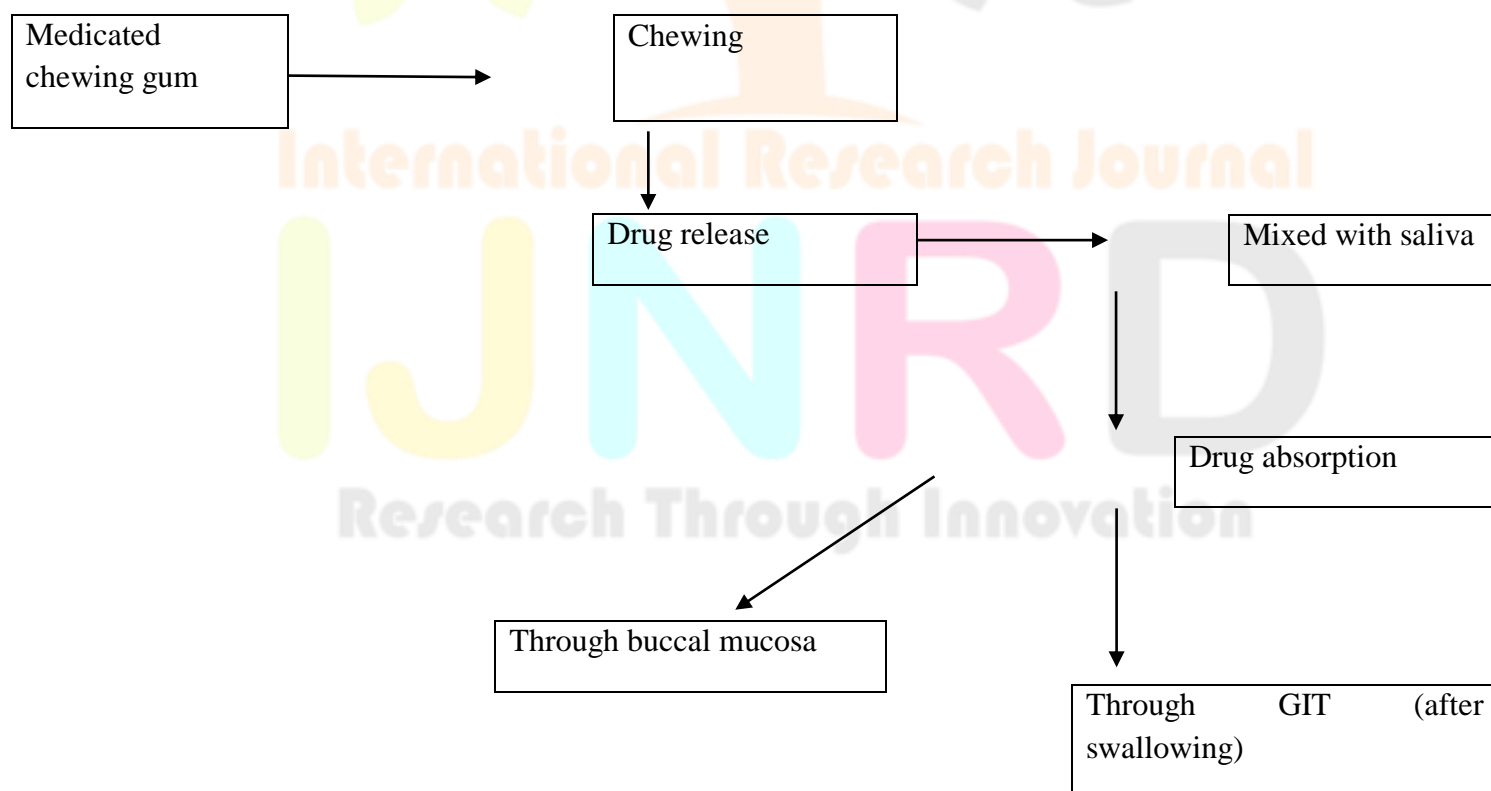 Medicated
chewing gum
Chewing
International Research Journal
Drug release
Mixed with saliva
IJNRD
Drug absorption
Research Through Innovation
Through buccal mucosa
Through GIT (after
swallowing)